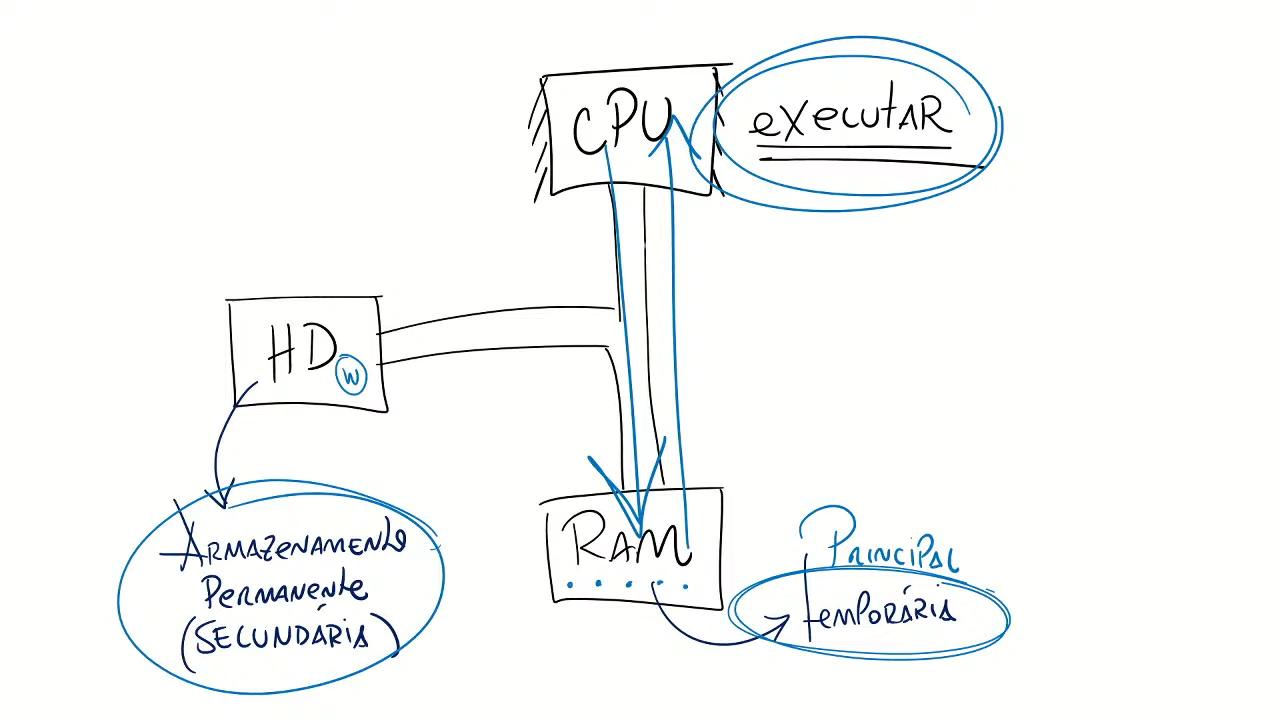 CPU
executAR
HD
W
ARMAZENAMENto
PERMANENte
(SECUNDÁRIA)
RAM
PRINCIPAL
tEMPORÁRIA